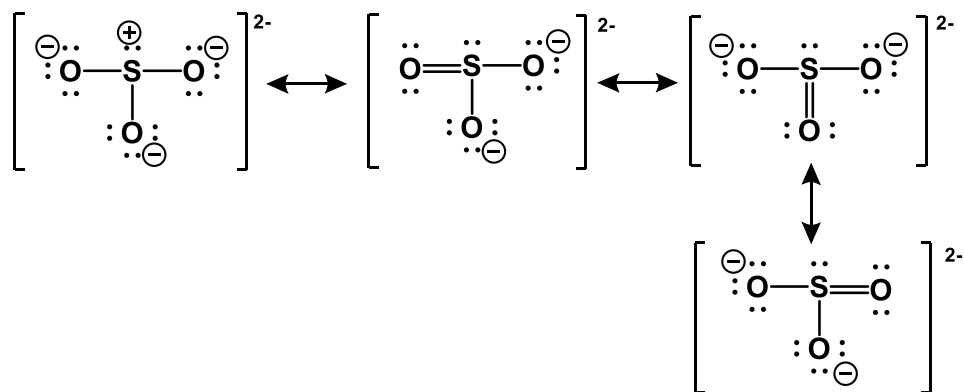 2- 2- 2-
⊖ ⊕ ⊖ ⊖ ⊖ ⊖
O S O O S O O S O
O O O
⊖ ⊖
2-
⊖
O S O
O
⊖